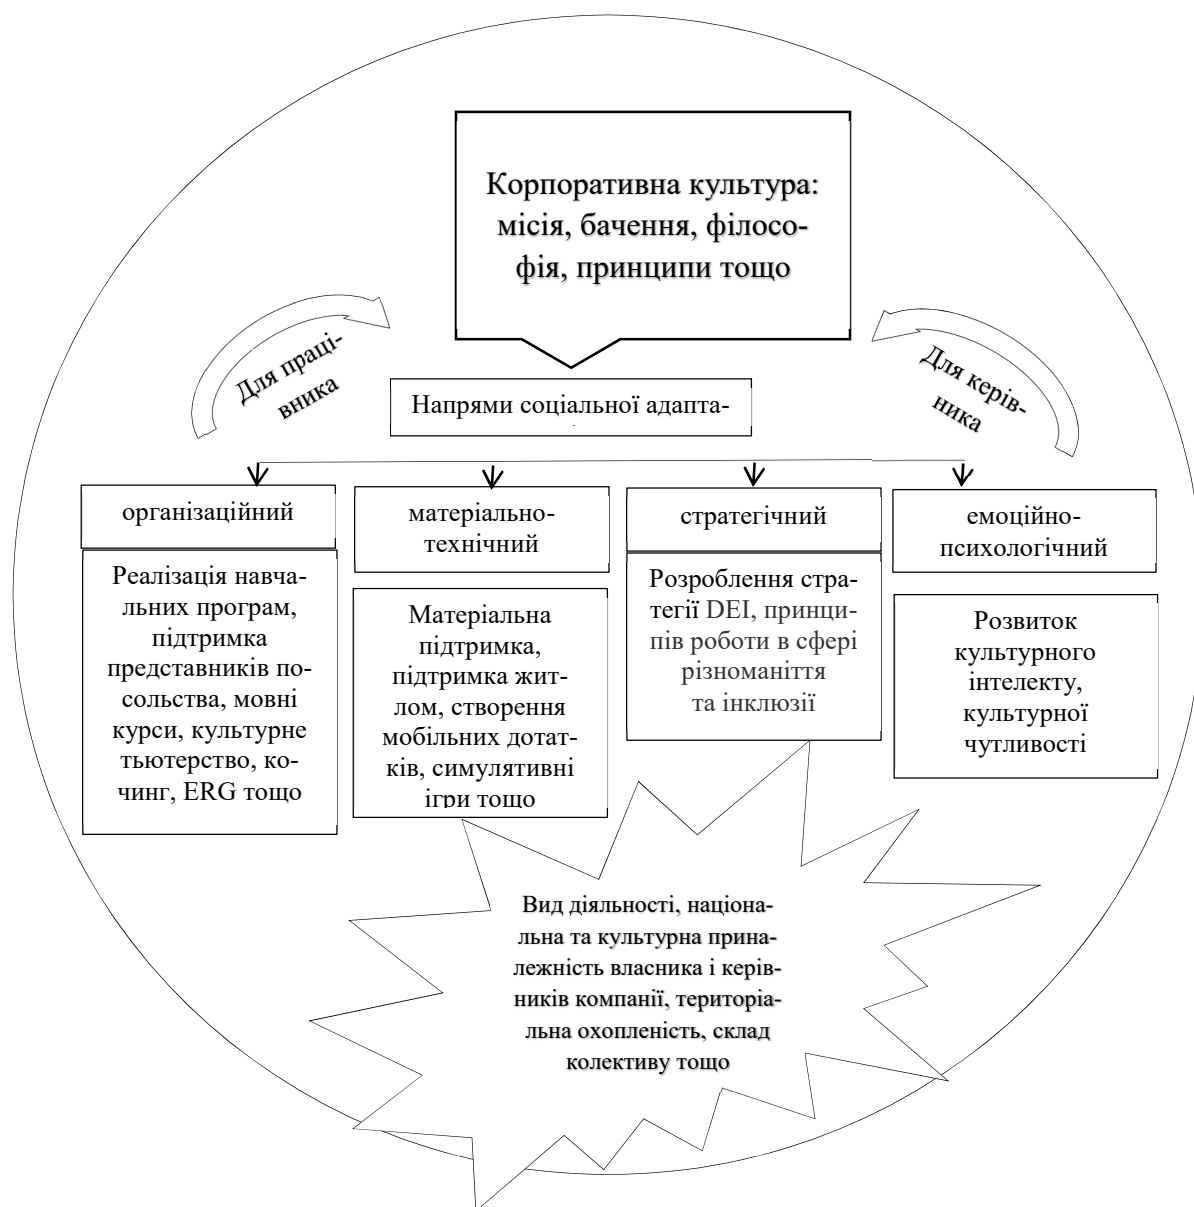 Корпоративна культура:
місія, бачення, філосо-
фія, принципи тощо
Для праці-
вника
Для керів-
ника
Напрями соціальної адапта-
організаційний
Реалізація навча-
льних програм,
підтримка
представників по-
сольства, мовні
курси, культурне
тьютерство, ко-
чинг, ERG тощо
матеріально-
технічний
Матеріальна
підтримка,
підтримка жит-
лом, створення
мобільних дотат-
ків, симулятивні
ігри тощо
стратегічний
Розроблення стра-
тегії DEI, принци-
пів роботи в сфері
різноманіття
та інклюзії
емоційно-
психологічний
Розвиток
культурного
інтелекту,
культурної
чутливості
Вид діяльності, націона-
льна та культурна прина-
лежність власника і керів-
ників компанії, територіа-
льна охопленість, склад
колективу тощо